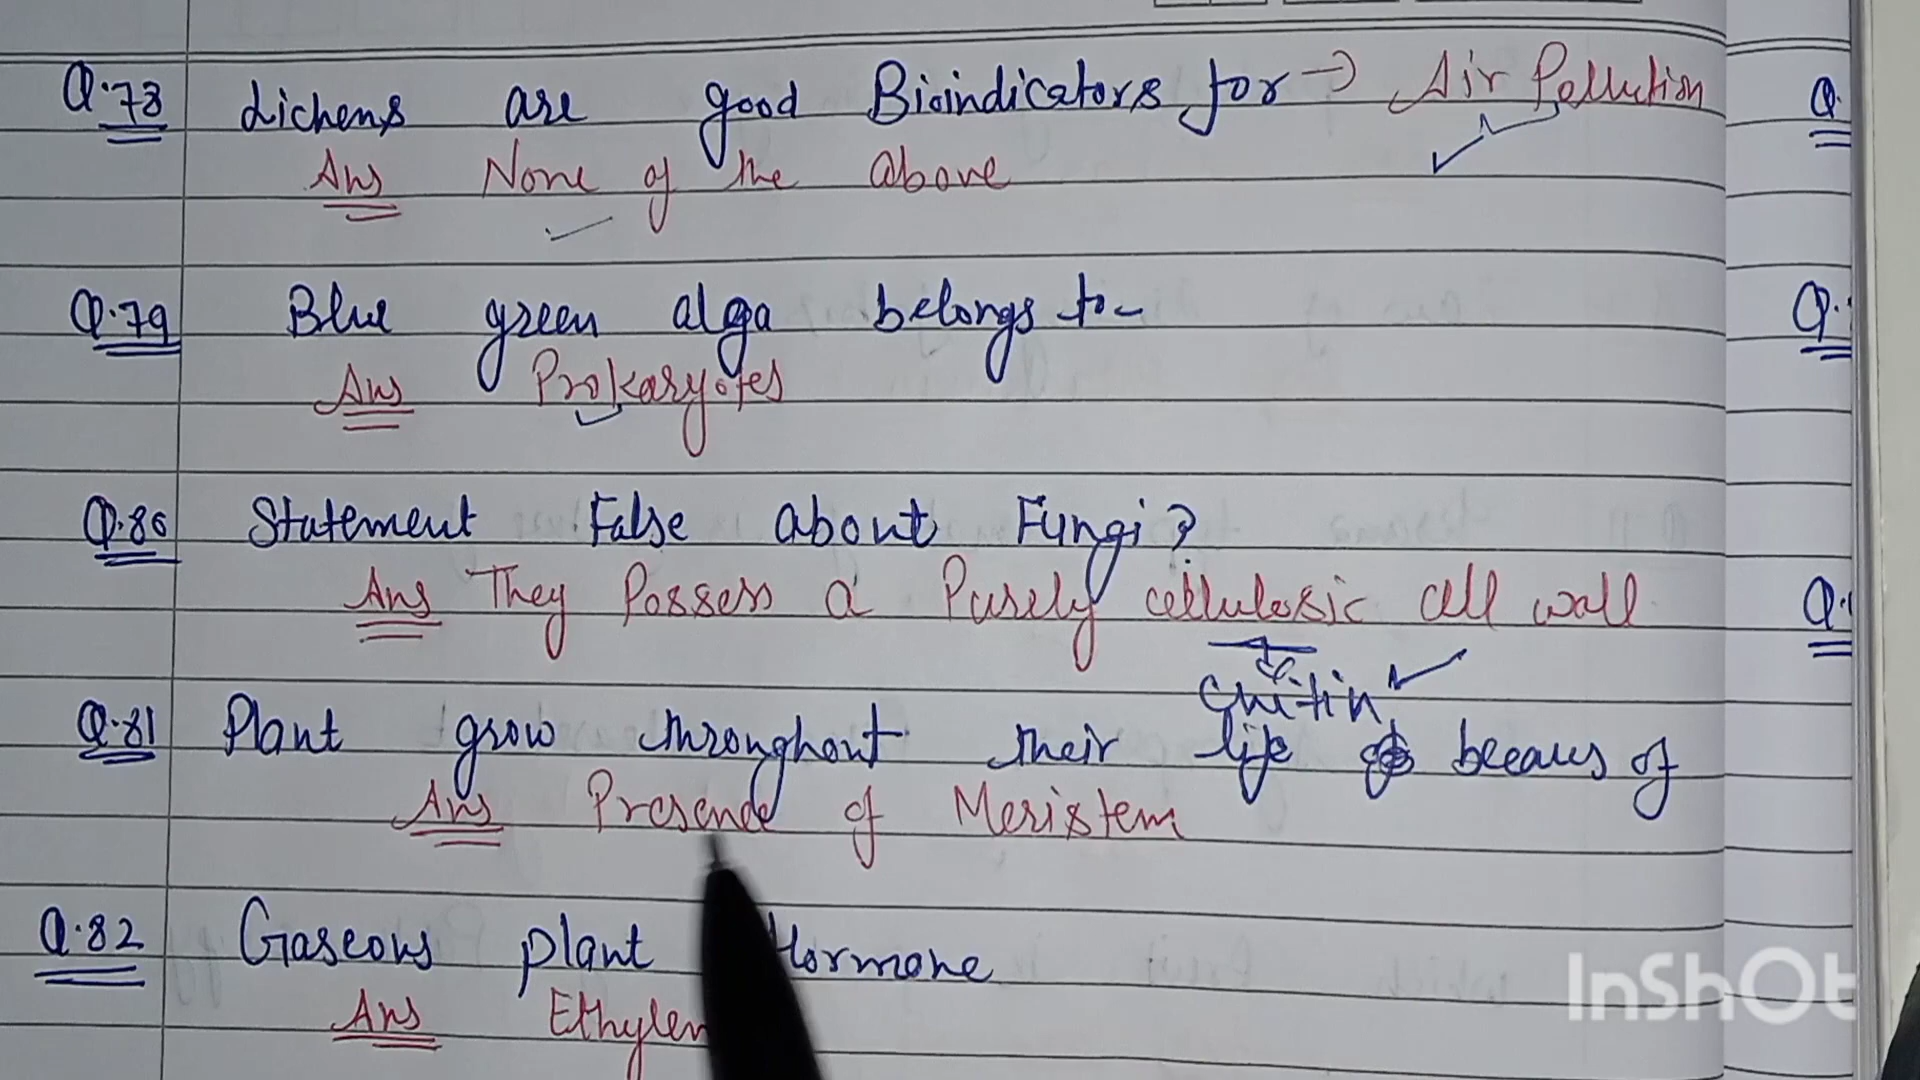 Q.78 Lichens are good Bioindicators for → Air Pollution
Ans None of the above
Q.79 Blue green alga belongs to-
Ans Prokaryotes
Q.80 Statement False about Fungi?
Ans They Possess a Purely cellulosic cell wall
Chitin
Q.81 Plant grow throughout their life becaus of
Ans Presence of Meristem
Q.82 Gaseous plant Hormone
Ans Ethylen
Q.
Q.
Q.
InShOt